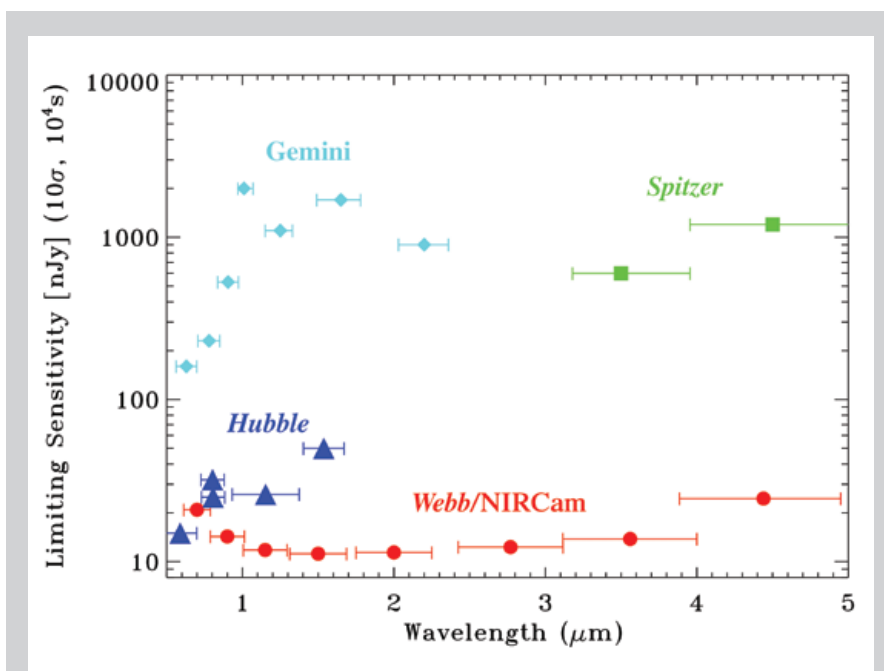 10000
1000
100
10
Limiting Sensitivity [nJy] (10σ, 10⁴s)
Gemini
Spitzer
Hubble
Webb/NIRCam
1 2 3 4 5
Wavelength (μm)